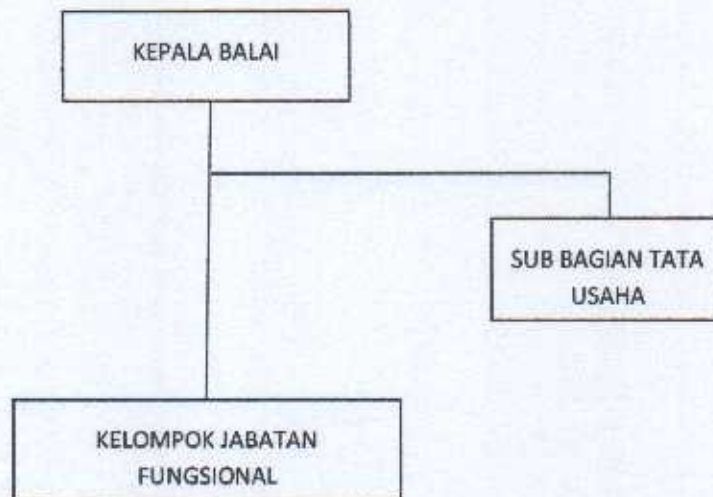 KEPALA BALAI
SUB BAGIAN TATA
USAHA
KELOMPOK JABATAN
FUNGSIONAL